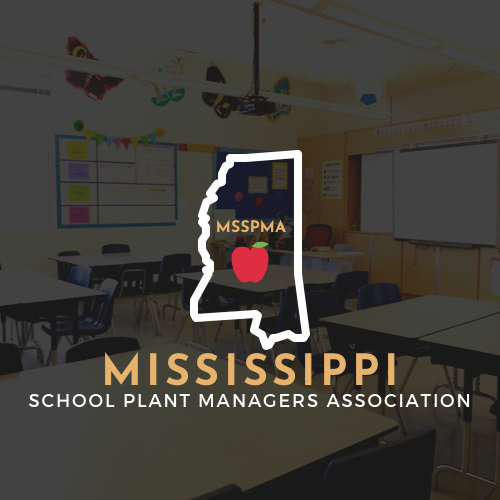 MSSPMA
MISSISSIPPI
SCHOOL PLANT MANAGERS ASSOCIATION